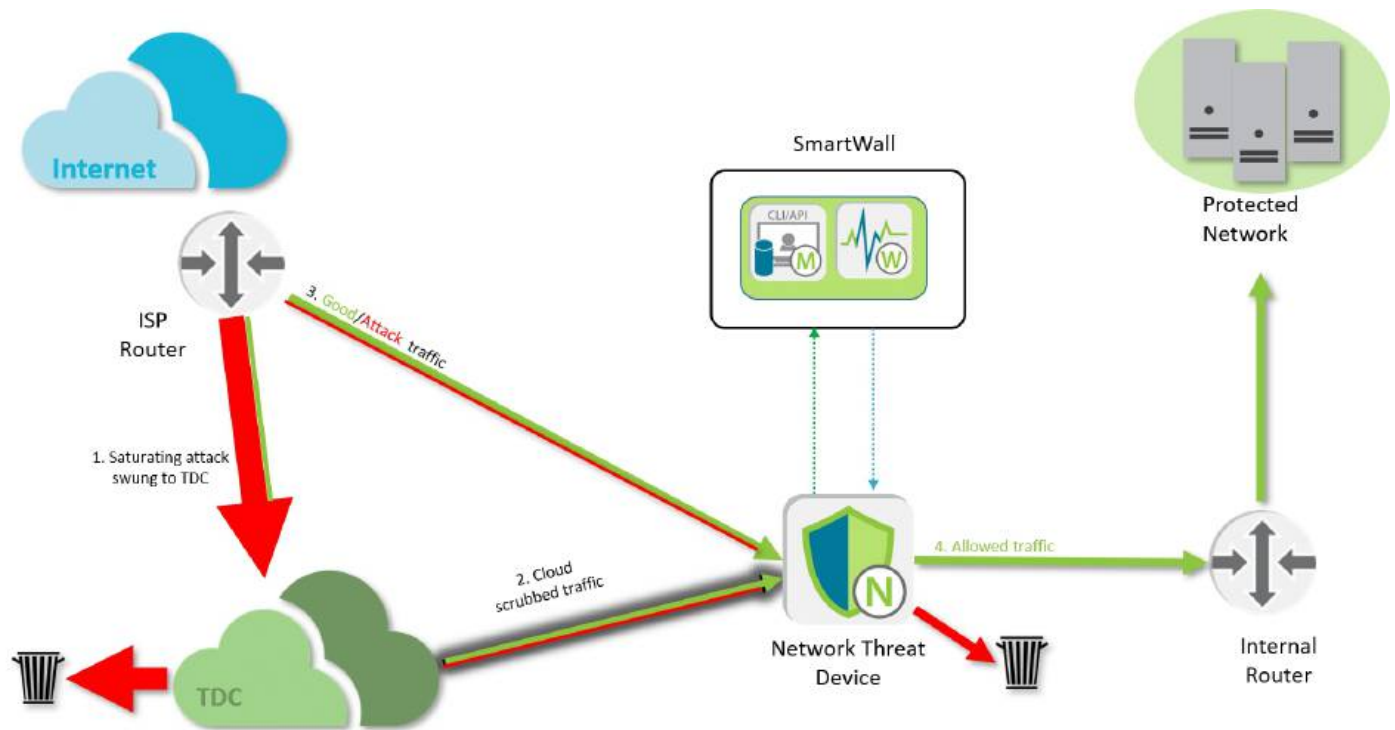 Internet
SmartWall
CLI/API
M
W
Protected
Network
ISP
Router
3. Good/Attack traffic
1. Saturating attack
swung to TDC
2. Cloud
scrubbed traffic
N
4. Allowed traffic
Network Threat
Device
Internal
Router
TDC